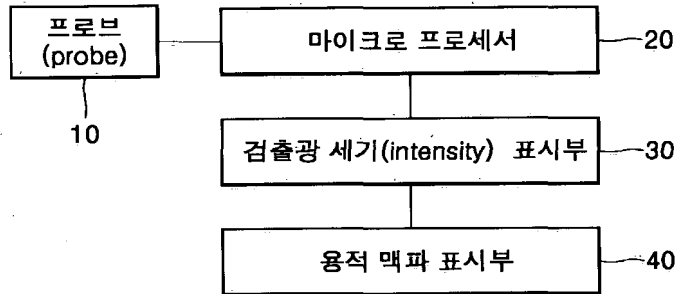 프로브
(probe)
10
마이크로 프로세서
20
검출광 세기(intensity) 표시부
30
용적 맥파 표시부
40